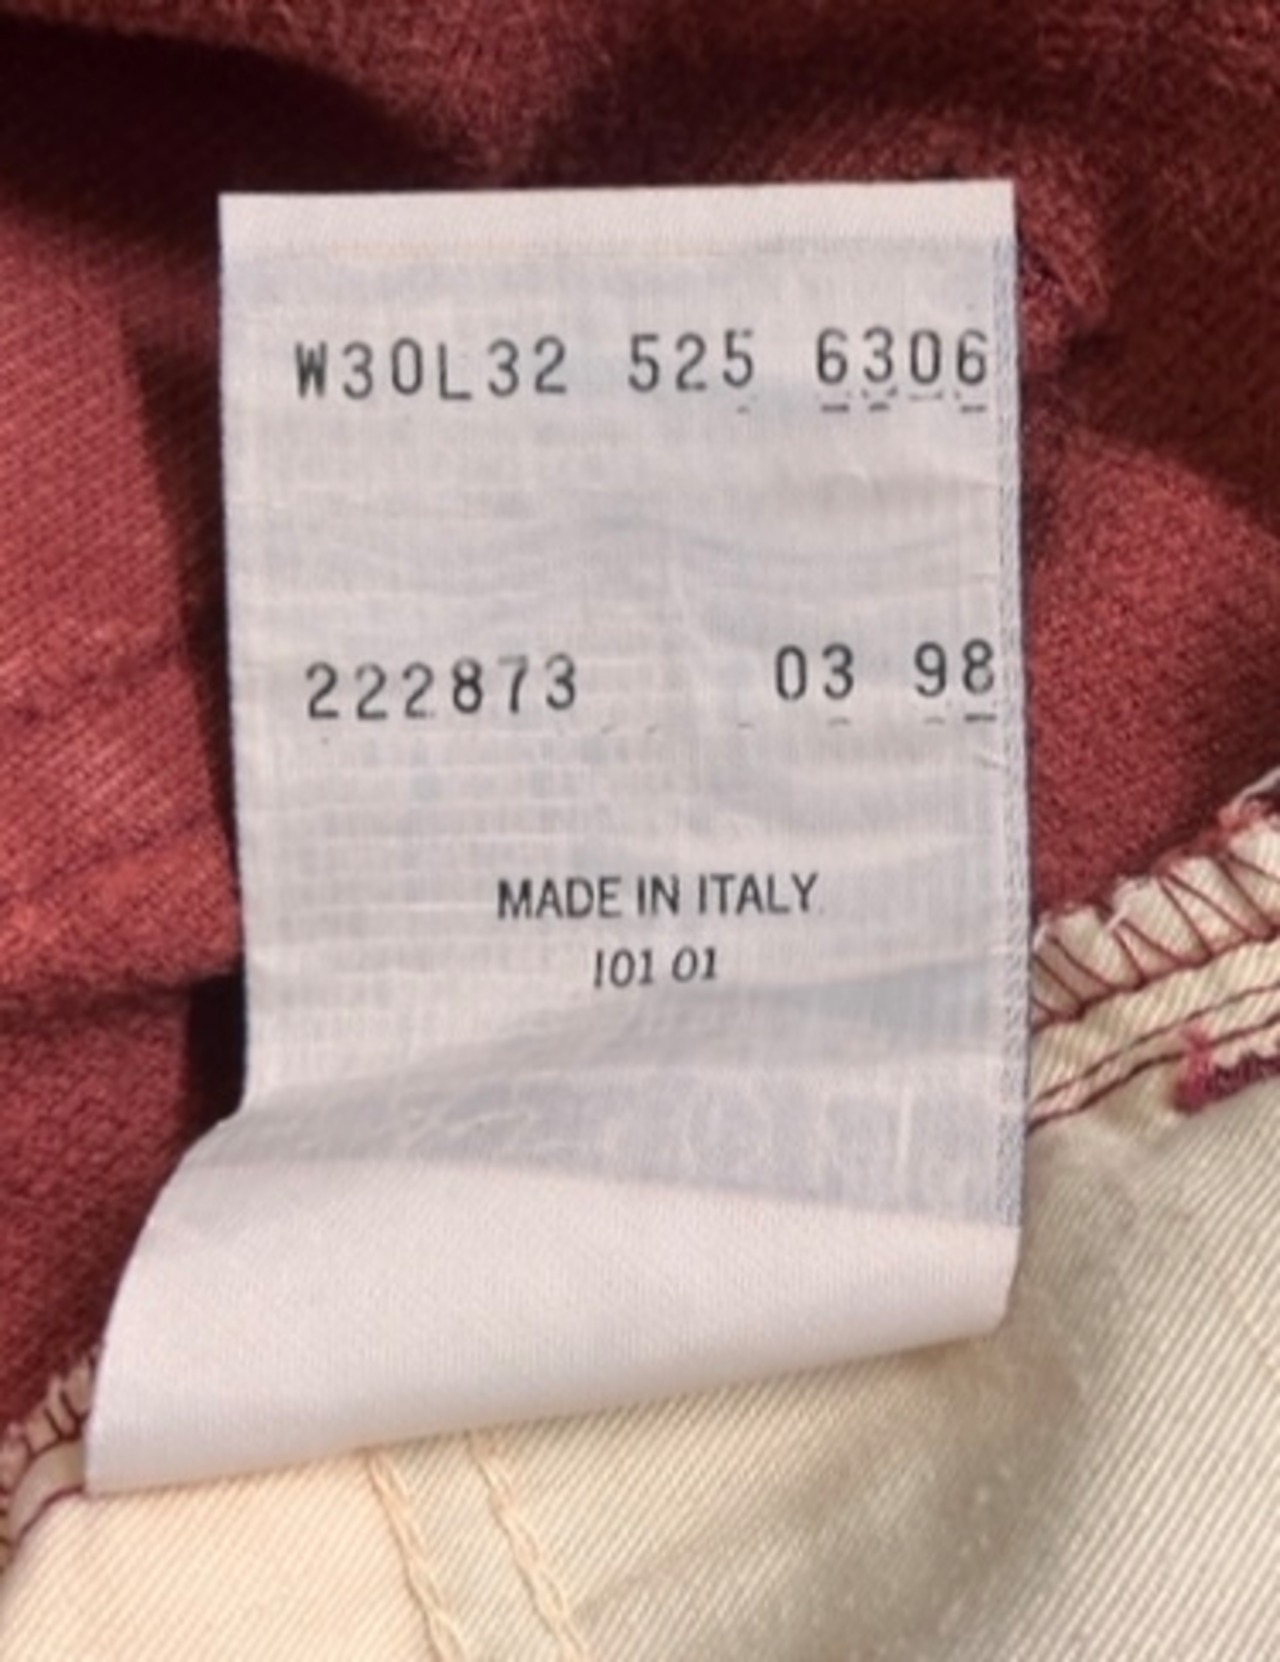 W30L32 525 6306
222873 03 98
MADE IN ITALY
101 01